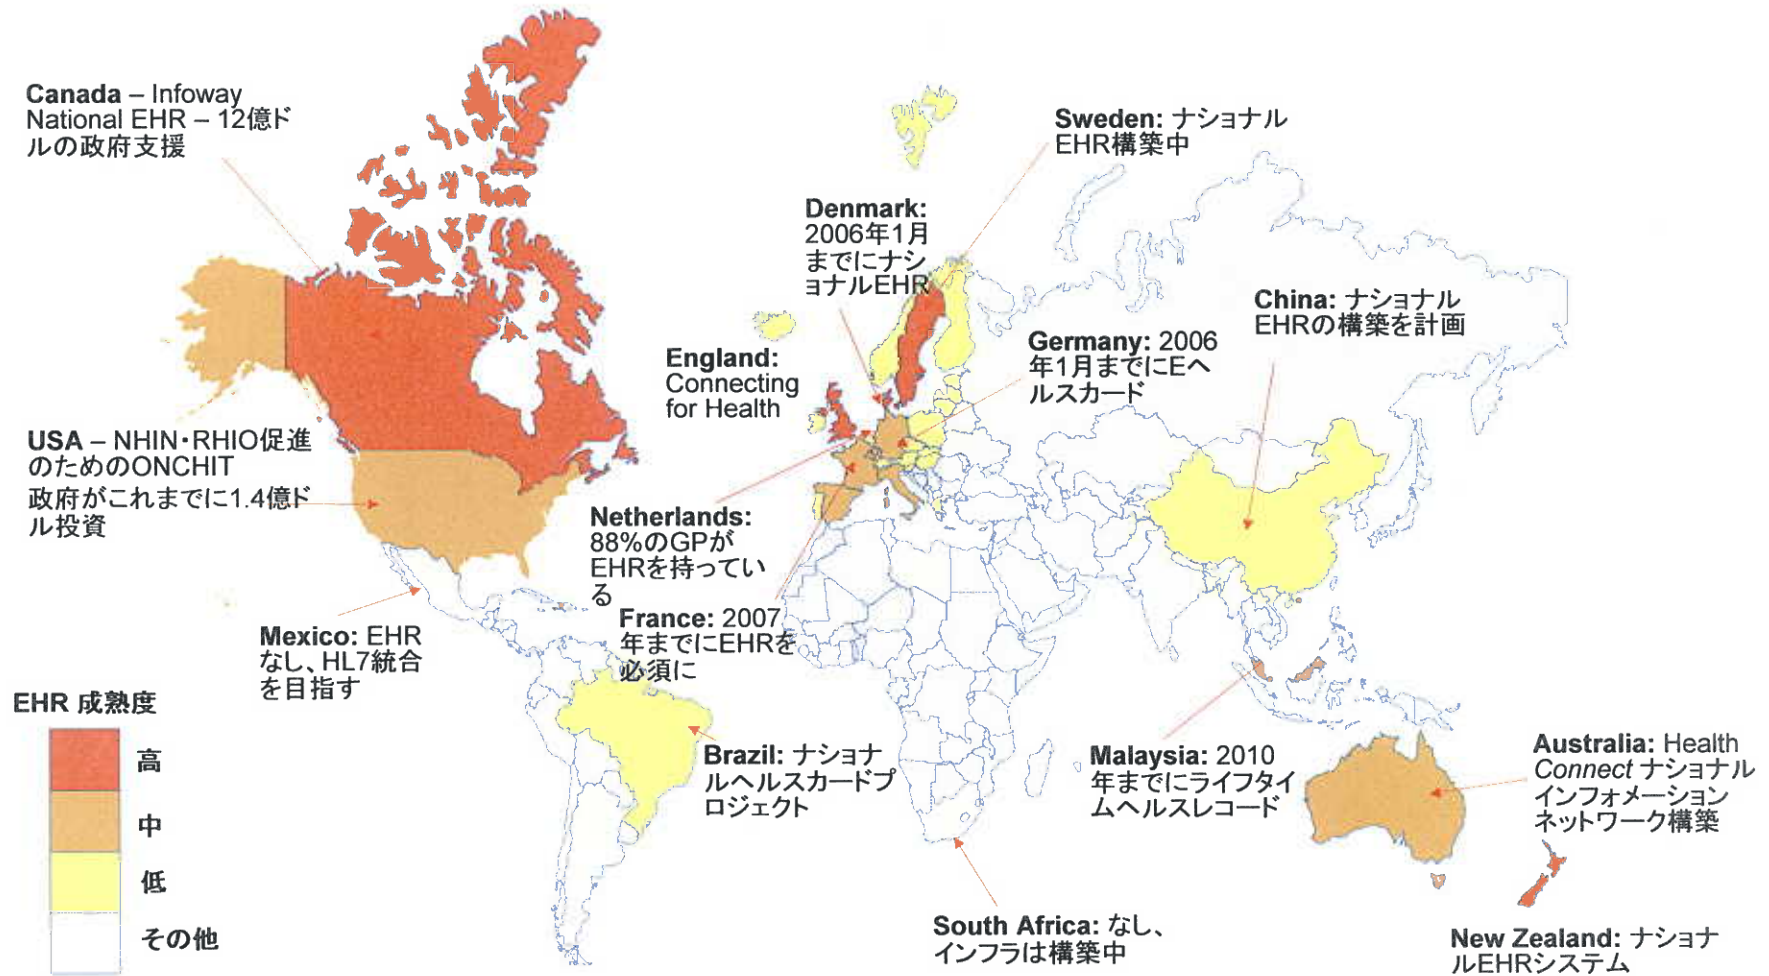 Canada – Infoway
National EHR – 12億ド
ルの政府支援
Sweden: ナショナル
EHR構築中
Denmark:
2006年1月
までにナシ
ョナルEHR
China: ナショナル
EHRの構築を計画
England:
Connecting
for Health
Germany: 2006
年1月までにEヘ
ルスカード
USA – NHIN・RHIO促進
のためのONCHIT
政府がこれまでに1.4億ド
ル投資
Netherlands:
88%のGPが
EHRを持ってい
る
France: 2007
年までにEHRを
必須に
Mexico: EHR
なし、HL7統合
を目指す
EHR 成熟度
高
中
低
その他
Brazil: ナショナ
ルヘルスカードプ
ロジェクト
Malaysia: 2010
年までにライフタイ
ムヘルスレコード
Australia: Health
Connect ナショナル
インフォメーション
ネットワーク構築
South Africa: なし、
インフラは構築中
New Zealand: ナショナ
ルEHRシステム